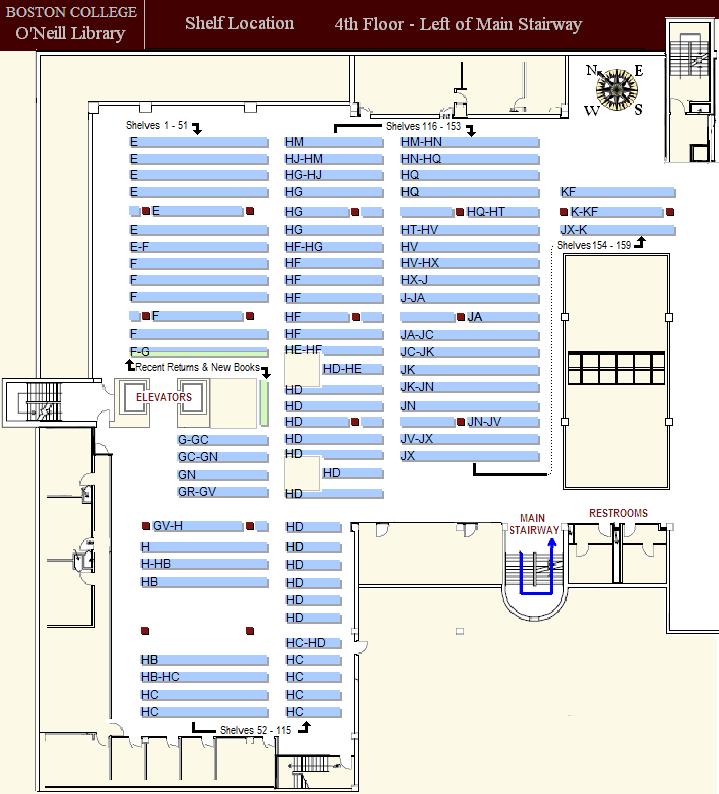 BOSTON COLLEGE
O'Neill Library
Shelf Location
4th Floor - Left of Main Stairway
N
E
W
S
Shelves 1 - 51
E
E
E
E
E
E
E-F
F
F
F
F
F
F-G
Recent Returns & New Books
ELEVATORS
G-GC
GC-GN
GN
GR-GV
GV-H
H
H-HB
HB
HB
HB-HC
HC
HC
Shelves 52 - 115
HM
HJ-HM
HG-HJ
HG
HG
HG
HF-HG
HF
HF
HF
HF
HF
HE-HF
HD-HE
HD
HD
HD
HD
HD
HD
HD
HD
HD
HD
HD
HD
HD
HC-HD
HC
HC
HC
HC
Shelves 116 - 153
HM-HN
HN-HQ
HQ
HQ
HQ-HT
HT-HV
HV
HV-HX
HX-J
J-JA
JA
JA-JC
JC-JK
JK
JK-JN
JN
JN-JV
JV-JX
JX
KF
K-KF
JX-K
Shelves 154 - 159
MAIN
STAIRWAY
RESTROOMS